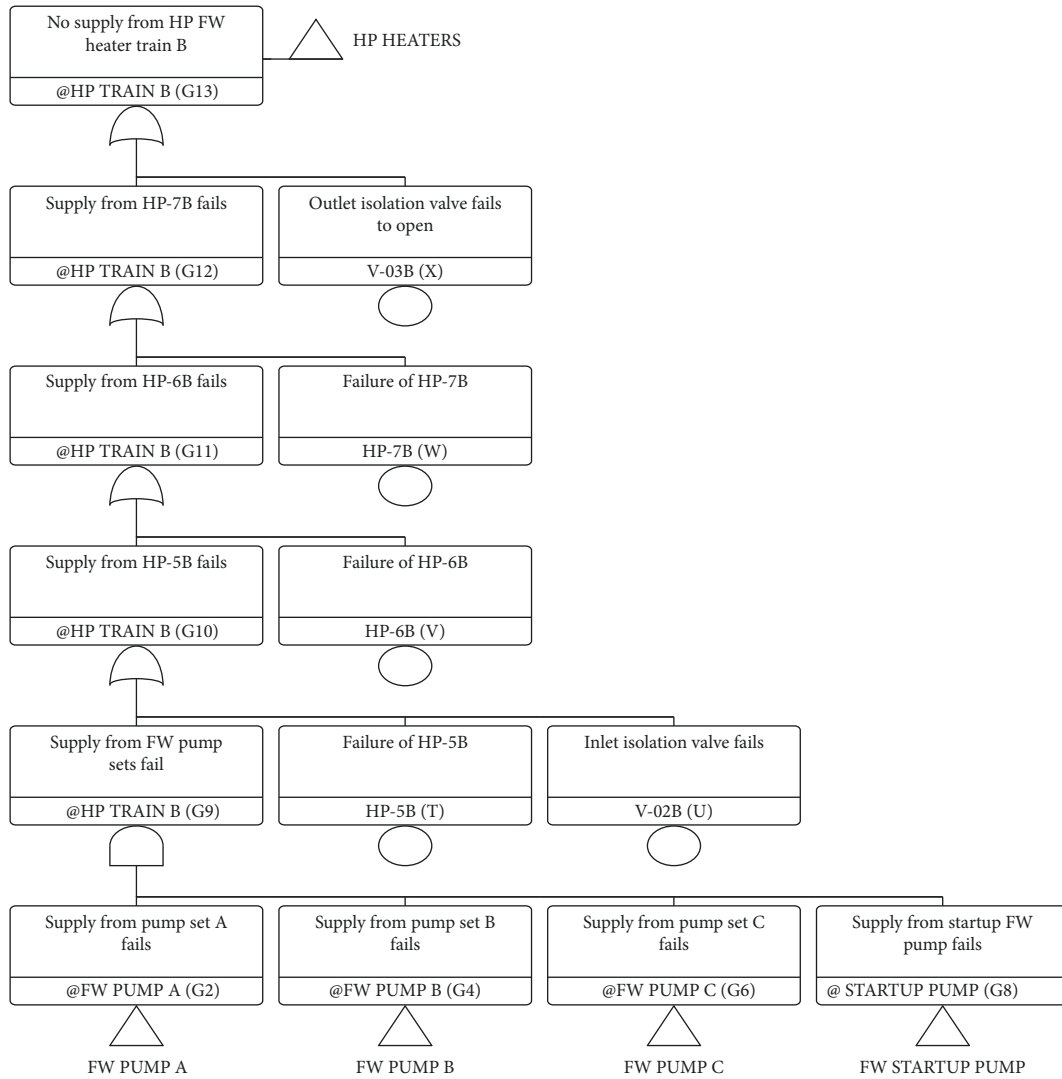 No supply from HP FW
heater train B
HP HEATERS
@HP TRAIN B (G13)
Supply from HP-7B fails
Outlet isolation valve fails
to open
@HP TRAIN B (G12)
V-03B (X)
Supply from HP-6B fails
Failure of HP-7B
@HP TRAIN B (G11)
HP-7B (W)
Supply from HP-5B fails
Failure of HP-6B
@HP TRAIN B (G10)
HP-6B (V)
Supply from FW pump
sets fail
Failure of HP-5B
Inlet isolation valve fails
@HP TRAIN B (G9)
HP-5B (T)
V-02B (U)
Supply from pump set A
fails
Supply from pump set B
fails
Supply from pump set C
fails
Supply from startup FW
pump fails
@FW PUMP A (G2)
@FW PUMP B (G4)
@FW PUMP C (G6)
@ STARTUP PUMP (G8)
FW PUMP A
FW PUMP B
FW PUMP C
FW STARTUP PUMP